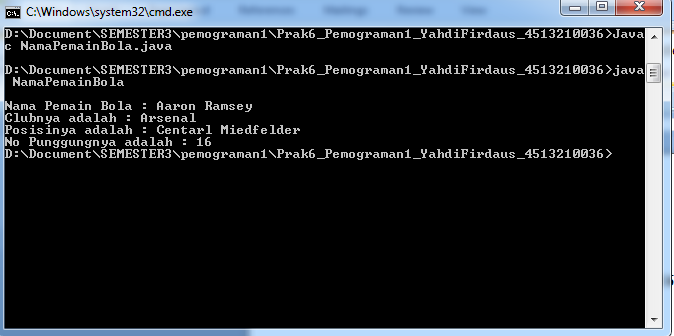 C:\Windows\system32\cmd.exe
D:\Document\SEMESTER3\pemograman1\Prak6_Pemograman1_YahdiFirdaus_4513210036>Java
c NamaPemainBola.java
D:\Document\SEMESTER3\pemograman1\Prak6_Pemograman1_YahdiFirdaus_4513210036>java
NamaPemainBola
Nama Pemain Bola : Aaron Ramsey
Clubnya adalah : Arsenal
Posisinya adalah : Centarl Miedfelder
No Punggungnya adalah : 16
D:\Document\SEMESTER3\pemograman1\Prak6_Pemograman1_YahdiFirdaus_4513210036>